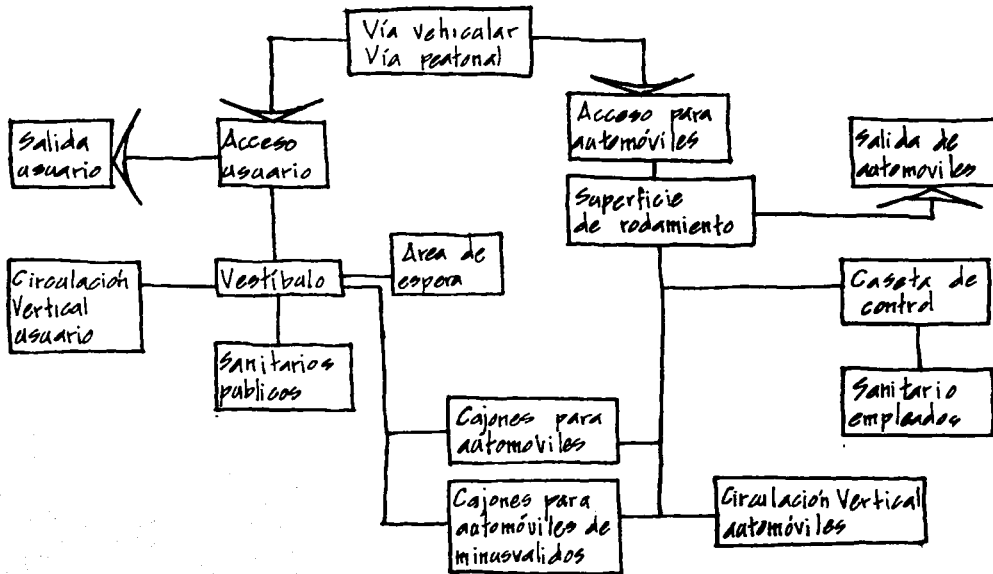 Vía vehicular
Vía peatonal
Salida
usuario
Acceso
usuario
Acceso para
automóviles
Salida de
automoviles
Superficie
de rodamiento
Circulación
Vertical
usuario
Vestíbulo
Area de
espera
Caseta de
control
Sanitarios
publicos
Sanitario
empleados
Cajones para
automoviles
Cajones para
automóviles de
minusvalidos
Circulación Vertical
automóviles